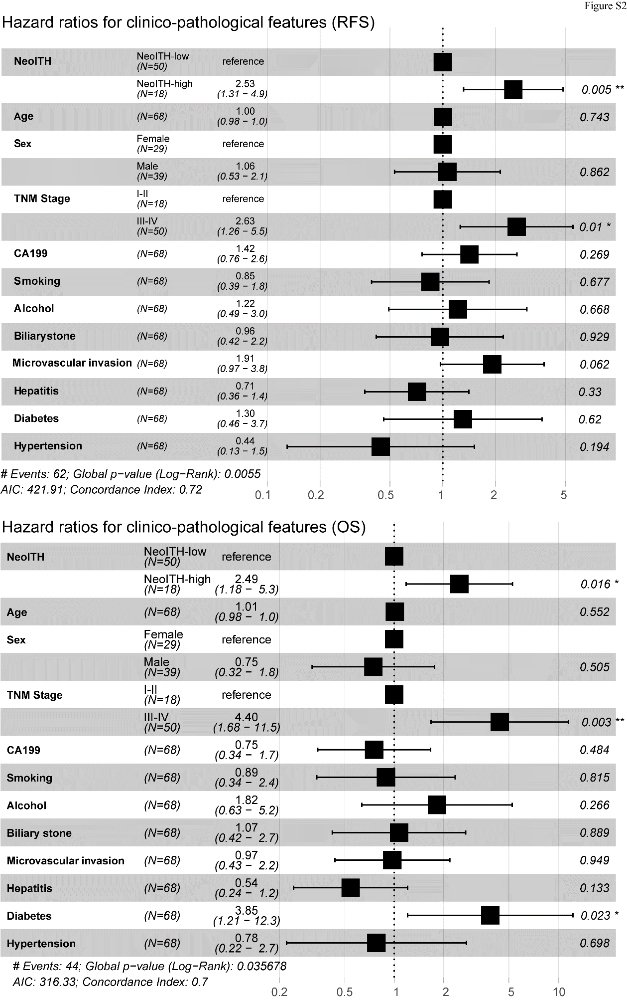 Figure S2
Hazard ratios for clinico-pathological features (RFS)
NeoITH NeoITH-low (N=50) reference
NeoITH-high (N=18) 2.53 (1.31 − 4.9) 0.005 **
Age (N=68) 1.00 (0.98 − 1.0) 0.743
Sex Female (N=29) reference
Male (N=39) 1.06 (0.53 − 2.1) 0.862
TNM Stage I-II (N=18) reference
III-IV (N=50) 2.63 (1.26 − 5.5) 0.01 *
CA199 (N=68) 1.42 (0.76 − 2.6) 0.269
Smoking (N=68) 0.85 (0.39 − 1.8) 0.677
Alcohol (N=68) 1.22 (0.49 − 3.0) 0.668
Biliarystone (N=68) 0.96 (0.42 − 2.2) 0.929
Microvascular invasion (N=68) 1.91 (0.97 − 3.8) 0.062
Hepatitis (N=68) 0.71 (0.36 − 1.4) 0.33
Diabetes (N=68) 1.30 (0.46 − 3.7) 0.62
Hypertension (N=68) 0.44 (0.13 − 1.5) 0.194
# Events: 62; Global p−value (Log−Rank): 0.0055
AIC: 421.91; Concordance Index: 0.72
0.1 0.2 0.5 1 2 5
Hazard ratios for clinico-pathological features (OS)
NeoITH NeoITH-low (N=50) reference
NeoITH-high (N=18) 2.49 (1.18 − 5.3) 0.016 *
Age (N=68) 1.01 (0.98 − 1.0) 0.552
Sex Female (N=29) reference
Male (N=39) 0.75 (0.32 − 1.8) 0.505
TNM Stage I-II (N=18) reference
III-IV (N=50) 4.40 (1.68 − 11.5) 0.003 **
CA199 (N=68) 0.75 (0.34 − 1.7) 0.484
Smoking (N=68) 0.89 (0.34 − 2.4) 0.815
Alcohol (N=68) 1.82 (0.63 − 5.2) 0.266
Biliary stone (N=68) 1.07 (0.42 − 2.7) 0.889
Microvascular invasion (N=68) 0.97 (0.43 − 2.2) 0.949
Hepatitis (N=68) 0.54 (0.24 − 1.2) 0.133
Diabetes (N=68) 3.85 (1.21 − 12.3) 0.023 *
Hypertension (N=68) 0.78 (0.22 − 2.7) 0.698
# Events: 44; Global p−value (Log−Rank): 0.035678
AIC: 316.33; Concordance Index: 0.7
0.2 0.5 1 2 5 10